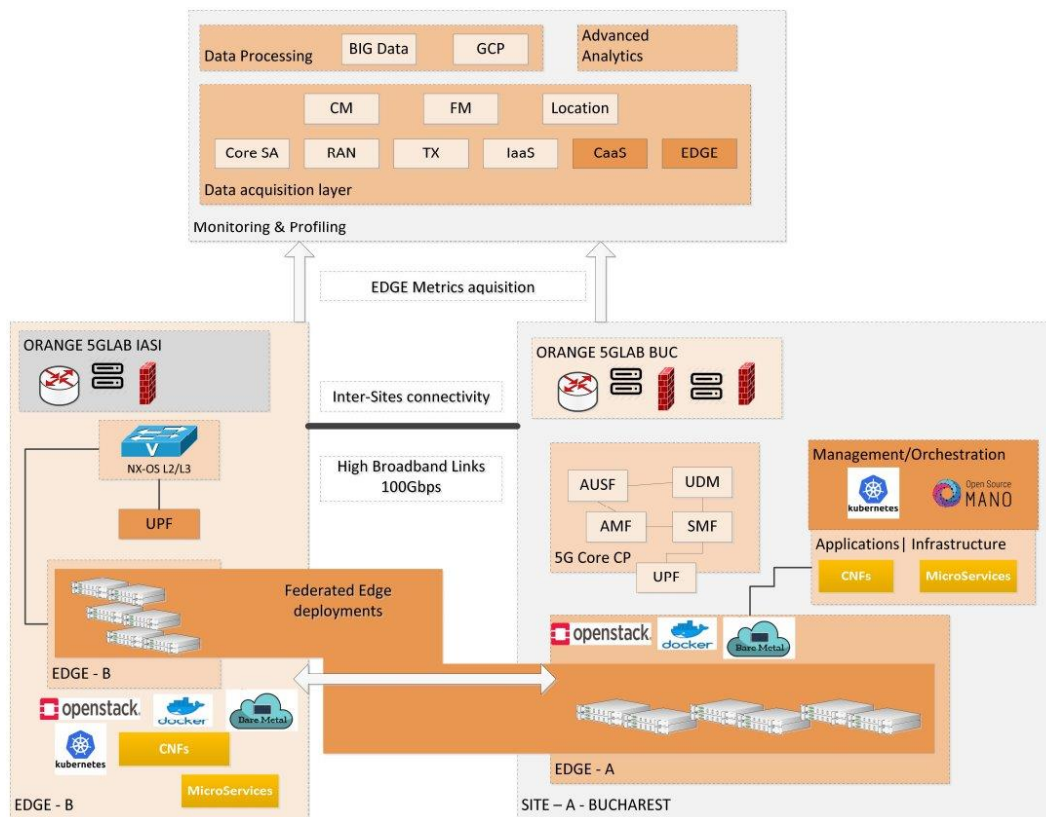 Data Processing
BIG Data
GCP
Advanced
Analytics
CM
FM
Location
Core SA
RAN
TX
IaaS
CaaS
EDGE
Data acquisition layer
Monitoring & Profiling
EDGE Metrics aquisition
ORANGE 5GLAB IASI
NX-OS L2/L3
UPF
Inter-Sites connectivity
High Broadband Links
100Gbps
ORANGE 5GLAB BUC
AUSF
UDM
AMF
SMF
5G Core CP
UPF
Management/Orchestration
kubernetes
Open Source
MANO
Applications| Infrastructure
CNFs
MicroServices
Federated Edge
deployments
EDGE - B
openstack.
docker
Bare Metal
kubernetes
CNFs
MicroServices
EDGE - B
openstack.
docker
Bare Metal
EDGE - A
SITE – A - BUCHAREST